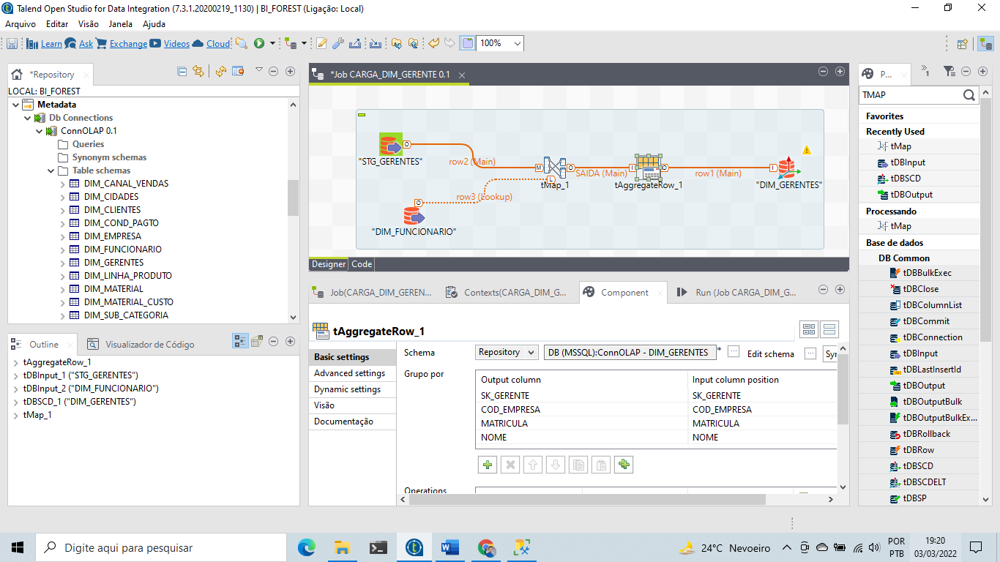 Talend Open Studio for Data Integration (7.3.1.20200219_1130) | BI_FOREST (Ligação: Local)
Arquivo Editar Visão Janela Ajuda
Learn Ask Exchange Videos Cloud 100%
*Repository
LOCAL: BI_FOREST
Metadata
Db Connections
ConnOLAP 0.1
Queries
Synonym schemas
Table schemas
DIM_CANAL_VENDAS
DIM_CIDADES
DIM_CLIENTES
DIM_COND_PAGTO
DIM_EMPRESA
DIM_FUNCIONARIO
DIM_GERENTES
DIM_LINHA_PRODUTO
DIM_MATERIAL
DIM_MATERIAL_CUSTO
DIM_SUB_CATEGORIA
Outline Visualizador de Código
tAggregateRow_1
tDBInput_1 ("STG_GERENTES")
tDBInput_2 ("DIM_FUNCIONARIO")
tDBSCD_1 ("DIM_GERENTES")
tMap_1
*Job CARGA_DIM_GERENTE 0.1
"STG_GERENTES"
row2 (Main)
"DIM_FUNCIONARIO"
row3 (Lookup)
tMap_1
SAIDA (Main)
tAggregateRow_1
row1 (Main)
"DIM_GERENTES"
Designer Code
Job(CARGA_DIM_GEREN... Contexts(CARGA_DIM_G... Component Run (Job CARGA_DIM_G...
tAggregateRow_1
Basic settings
Advanced settings
Dynamic settings
Visão
Documentação
Schema Repository DB (MSSQL):ConnOLAP - DIM_GERENTES * ... Edit schema ... Syr
Grupo por
Output column Input column position
SK_GERENTE SK_GERENTE
COD_EMPRESA COD_EMPRESA
MATRICULA MATRICULA
NOME NOME
Operations
P...
TMAP
Favorites
Recently Used
tMap
tDBInput
tDBSCD
tDBOutput
Processando
tMap
Base de dados
DB Common
tDBBulkExec
tDBClose
tDBColumnList
tDBCommit
tDBConnection
tDBInput
tDBLastInsertId
tDBOutput
tDBOutputBulk
tDBOutputBulkEx...
tDBRollback
tDBRow
tDBSCD
tDBSCDELT
tDBSP
Digite aqui para pesquisar
24°C Nevoeiro
POR
PTB
19:20
03/03/2022